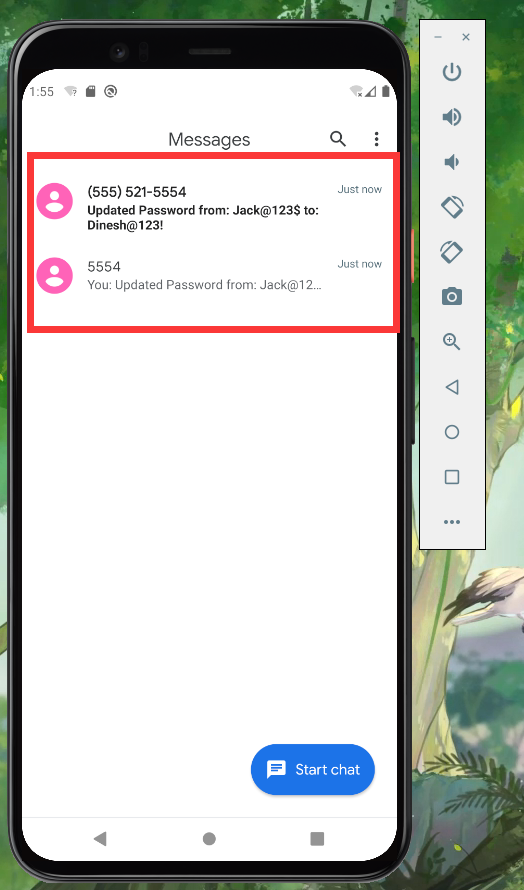 1:55
Messages
(555) 521-5554
Just now
Updated Password from: Jack@123$ to:
Dinesh@123!
5554
Just now
You: Updated Password from: Jack@12...
Start chat